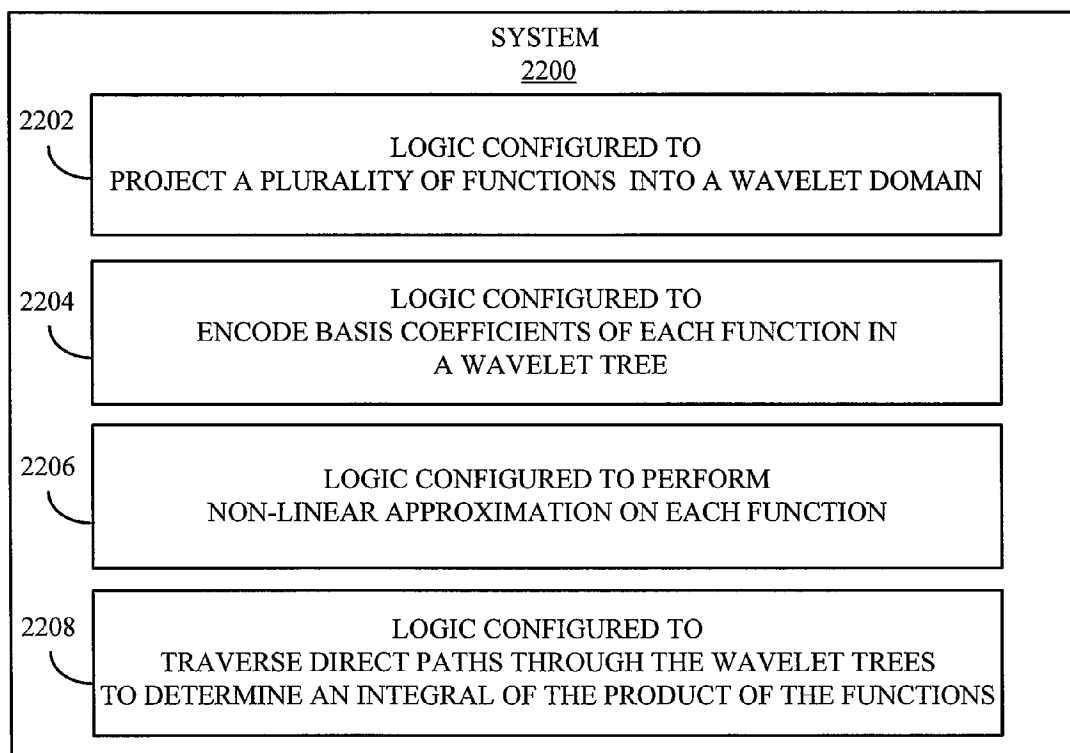 SYSTEM
2200
2202
LOGIC CONFIGURED TO
PROJECT A PLURALITY OF FUNCTIONS INTO A WAVELET DOMAIN
2204
LOGIC CONFIGURED TO
ENCODE BASIS COEFFICIENTS OF EACH FUNCTION IN
A WAVELET TREE
2206
LOGIC CONFIGURED TO PERFORM
NON-LINEAR APPROXIMATION ON EACH FUNCTION
2208
LOGIC CONFIGURED TO
TRAVERSE DIRECT PATHS THROUGH THE WAVELET TREES
TO DETERMINE AN INTEGRAL OF THE PRODUCT OF THE FUNCTIONS